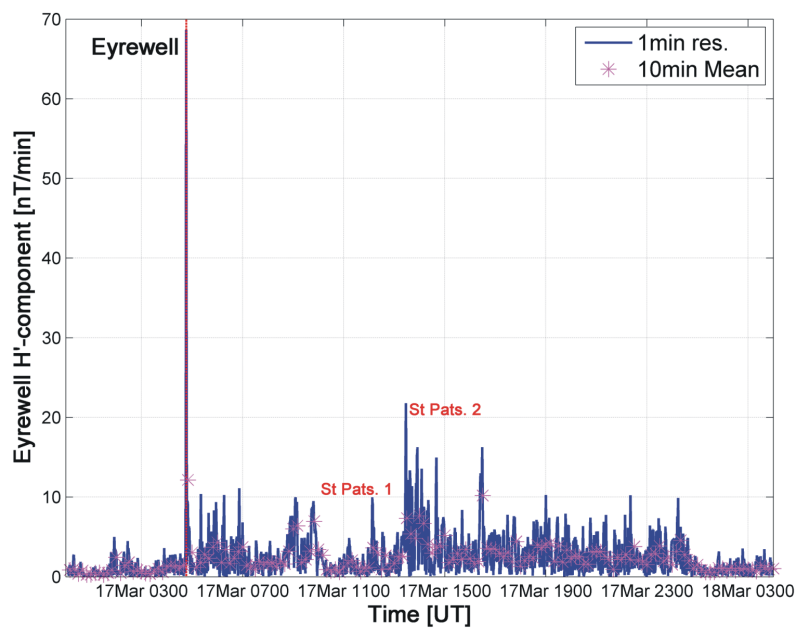 70
Eyrewell
1min res.
10min Mean
60
50
40
30
20
10
0
Eyrewell H'-component [nT/min]
St Pats. 2
St Pats. 1
17Mar 0300 17Mar 0700 17Mar 1100 17Mar 1500 17Mar 1900 17Mar 2300 18Mar 0300
Time [UT]